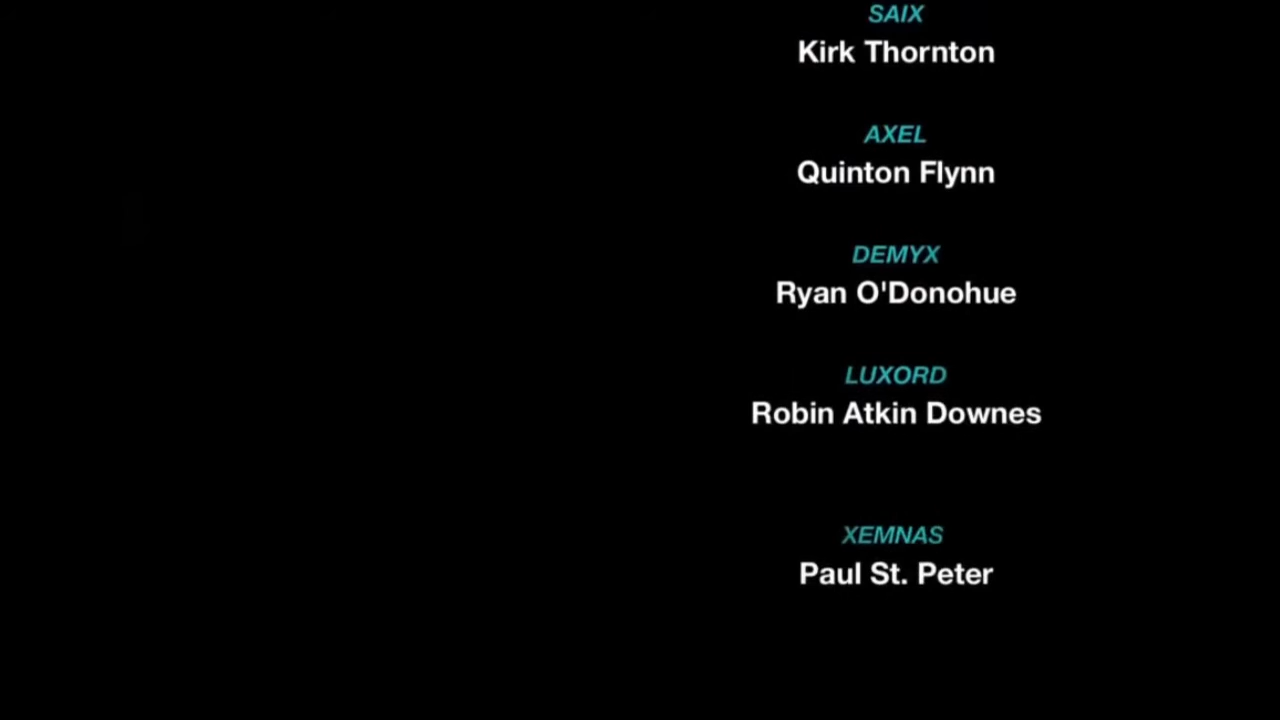 SAIX
Kirk Thornton
AXEL
Quinton Flynn
DEMYX
Ryan O'Donohue
LUXORD
Robin Atkin Downes
XEMNAS
Paul St. Peter